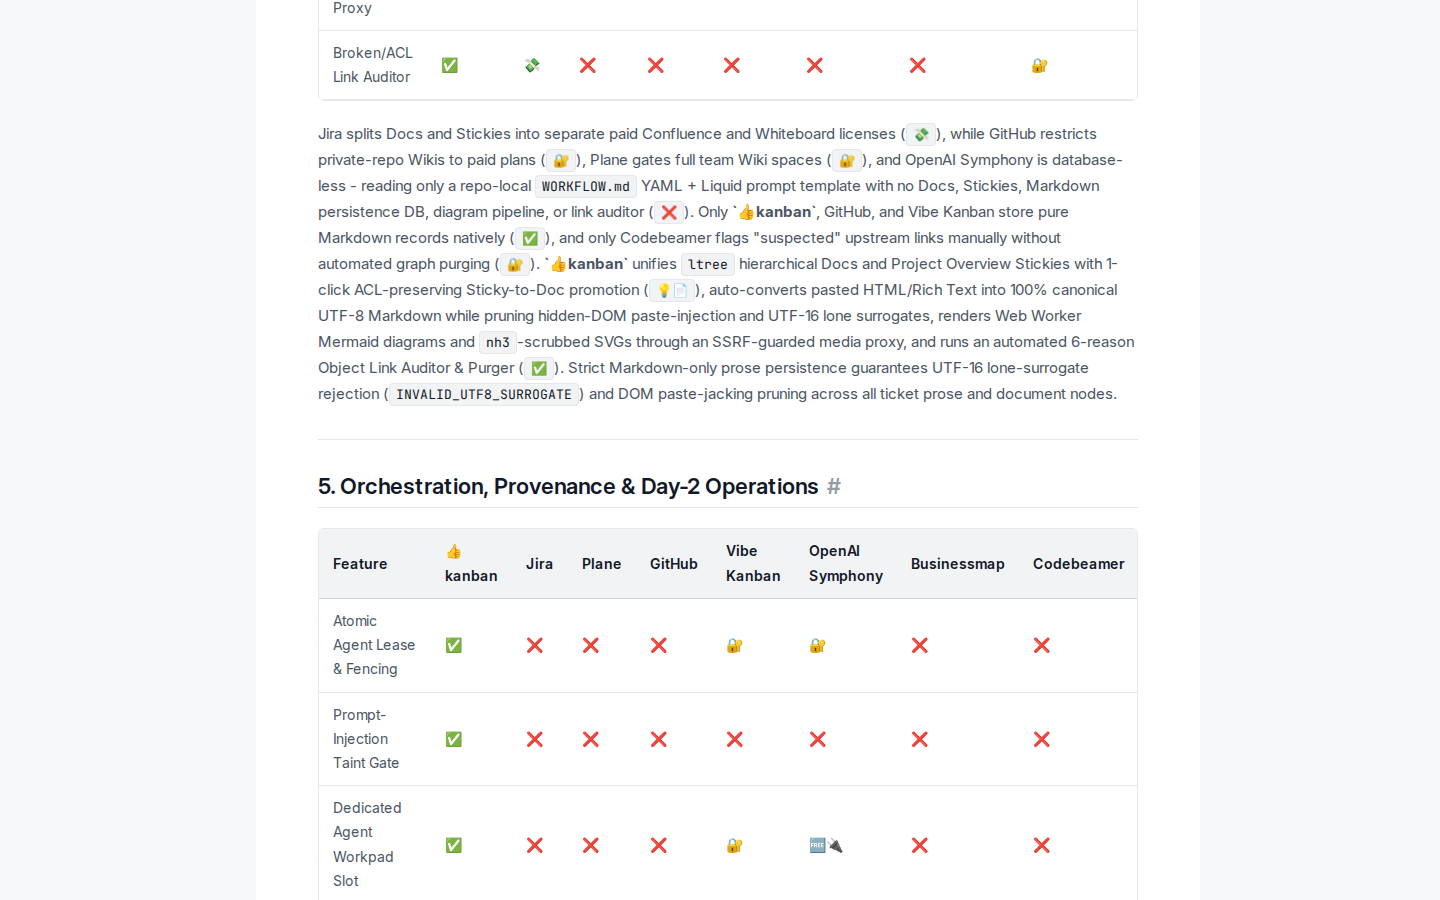 Proxy
Broken/ACL
Link Auditor ✅ 💸 ❌ ❌ ❌ ❌ ❌ 🔐
Jira splits Docs and Stickies into separate paid Confluence and Whiteboard licenses ( 💸 ), while GitHub restricts
private-repo Wikis to paid plans ( 🔐 ), Plane gates full team Wiki spaces ( 🔐 ), and OpenAI Symphony is database-
less - reading only a repo-local WORKFLOW.md YAML + Liquid prompt template with no Docs, Stickies, Markdown
persistence DB, diagram pipeline, or link auditor ( ❌ ). Only `👍kanban`, GitHub, and Vibe Kanban store pure
Markdown records natively ( ✅ ), and only Codebeamer flags "suspected" upstream links manually without
automated graph purging ( 🔐 ). `👍kanban` unifies ltree hierarchical Docs and Project Overview Stickies with 1-
click ACL-preserving Sticky-to-Doc promotion ( 💡📄 ), auto-converts pasted HTML/Rich Text into 100% canonical
UTF-8 Markdown while pruning hidden-DOM paste-injection and UTF-16 lone surrogates, renders Web Worker
Mermaid diagrams and nh3 -scrubbed SVGs through an SSRF-guarded media proxy, and runs an automated 6-reason
Object Link Auditor & Purger ( ✅ ). Strict Markdown-only prose persistence guarantees UTF-16 lone-surrogate
rejection ( INVALID_UTF8_SURROGATE ) and DOM paste-jacking pruning across all ticket prose and document nodes.
5. Orchestration, Provenance & Day-2 Operations #
Feature 👍 kanban Jira Plane GitHub Vibe Kanban OpenAI Symphony Businessmap Codebeamer
Atomic
Agent Lease ✅ ❌ ❌ ❌ 🔐 🔐 ❌ ❌
& Fencing
Prompt-
Injection ✅ ❌ ❌ ❌ ❌ ❌ ❌ ❌
Taint Gate
Dedicated
Agent ✅ ❌ ❌ ❌ 🔐 🆓🔌 ❌ ❌
Workpad
Slot